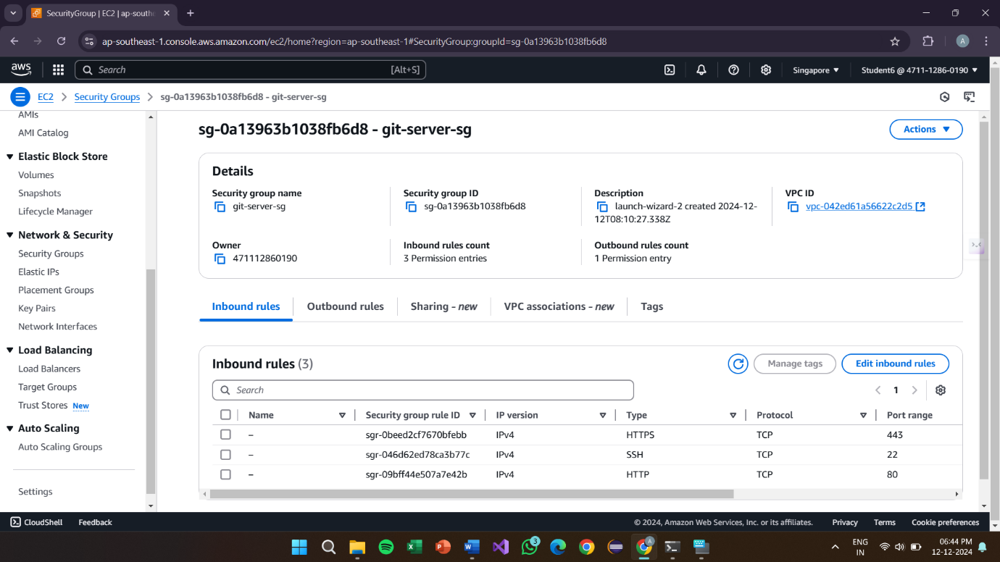 SecurityGroup | EC2 | ap-southe
ap-southeast-1.console.aws.amazon.com/ec2/home?region=ap-southeast-1#SecurityGroup:groupId=sg-0a13963b1038fb6d8
A
aws
Search [Alt+S]
Singapore
Student6 @ 4711-1286-0190
EC2 > Security Groups > sg-0a13963b1038fb6d8 - git-server-sg
AMIs
AMI Catalog
Elastic Block Store
Volumes
Snapshots
Lifecycle Manager
Network & Security
Security Groups
Elastic IPs
Placement Groups
Key Pairs
Network Interfaces
Load Balancing
Load Balancers
Target Groups
Trust Stores New
Auto Scaling
Auto Scaling Groups
Settings
sg-0a13963b1038fb6d8 - git-server-sg
Actions
Details
Security group name
git-server-sg
Security group ID
sg-0a13963b1038fb6d8
Description
launch-wizard-2 created 2024-12-
12T08:10:27.338Z
VPC ID
vpc-042ed61a56622c2d5
Owner
471112860190
Inbound rules count
3 Permission entries
Outbound rules count
1 Permission entry
Inbound rules
Outbound rules
Sharing - new
VPC associations - new
Tags
Inbound rules (3)
Manage tags
Edit inbound rules
Search
1
Name Security group rule ID IP version Type Protocol Port range
– sgr-0beed2cf7670bfebb IPv4 HTTPS TCP 443
– sgr-046d62ed78ca3b77c IPv4 SSH TCP 22
– sgr-09bff44e507a7e42b IPv4 HTTP TCP 80
CloudShell Feedback © 2024, Amazon Web Services, Inc. or its affiliates. Privacy Terms Cookie preferences
3
A
ENG
IN
06:44 PM
12-12-2024